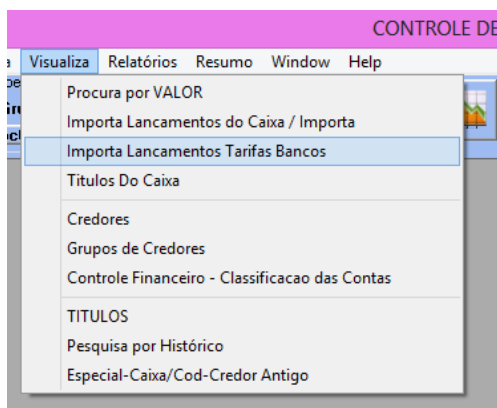 CONTROLE DE
Visualiza Relatórios Resumo Window Help
Procura por VALOR
Importa Lancamentos do Caixa / Importa
Importa Lancamentos Tarifas Bancos
Titulos Do Caixa
Credores
Grupos de Credores
Controle Financeiro - Classificacao das Contas
TITULOS
Pesquisa por Histórico
Especial-Caixa/Cod-Credor Antigo